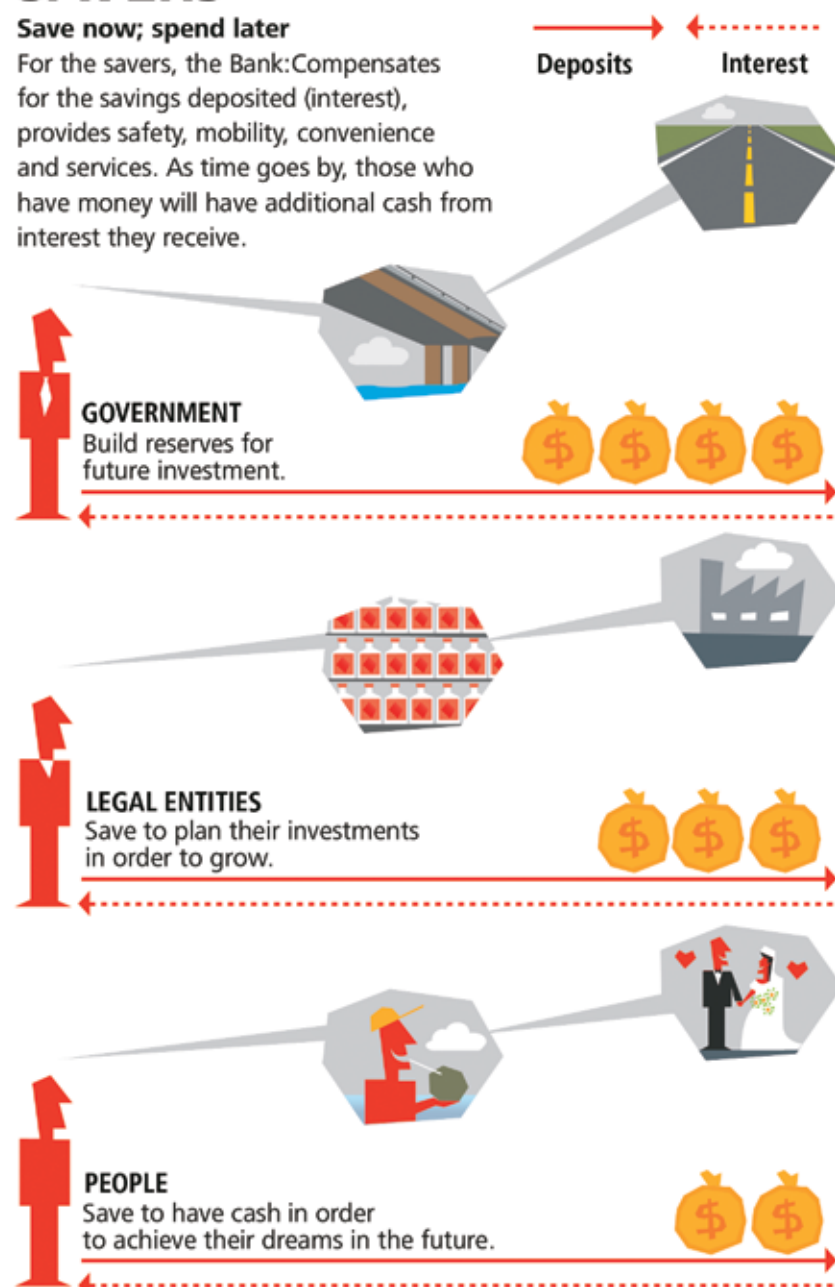 Save now; spend later
For the savers, the Bank:Compensates
for the savings deposited (interest),
provides safety, mobility, convenience
and services. As time goes by, those who
have money will have additional cash from
interest they receive.
Deposits
Interest
GOVERNMENT
Build reserves for
future investment.
$ $ $ $
LEGAL ENTITIES
Save to plan their investments
in order to grow.
$ $ $
PEOPLE
Save to have cash in order
to achieve their dreams in the future.
$ $